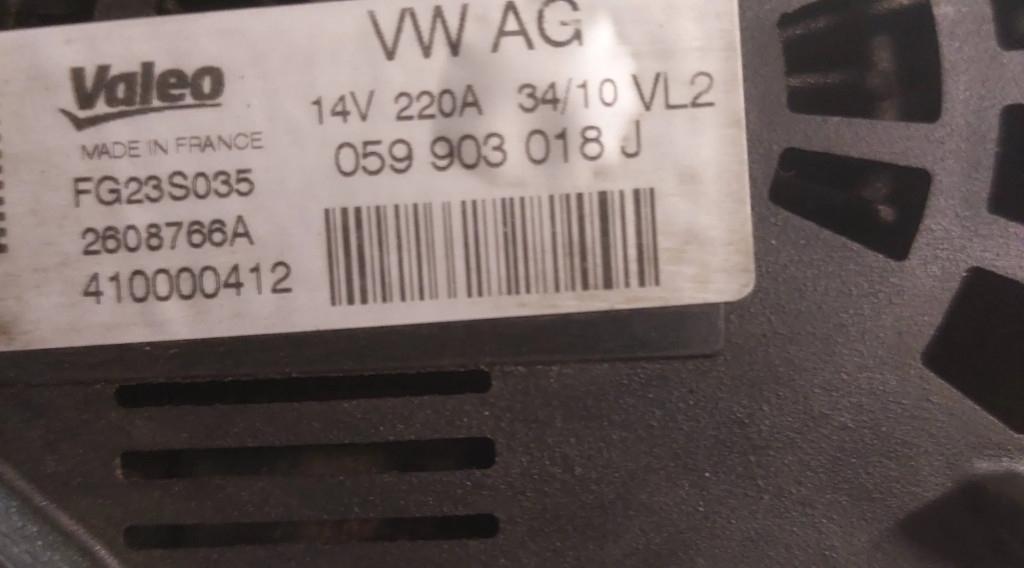 VW AG
Valeo
14V 220A 34/10 VL2
MADE IN FRANCE
059 903 018 J
FG23S035
2608766A
410000412